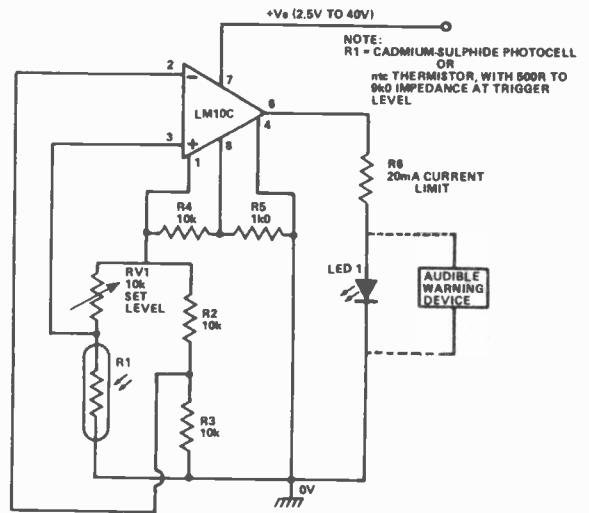 +Vs (2.5V TO 40V)
NOTE:
R1 = CADMIUM-SULPHIDE PHOTOCELL
OR
ntc THERMISTOR, WITH 500R TO
9k0 IMPEDANCE AT TRIGGER
LEVEL
2
7
LM10C
6
4
3
1
8
R6
20mA CURRENT
LIMIT
R4
10k
R5
1k0
LED 1
AUDIBLE
WARNING
DEVICE
RV1
10k
SET
LEVEL
R2
10k
R1
R3
10k
0V